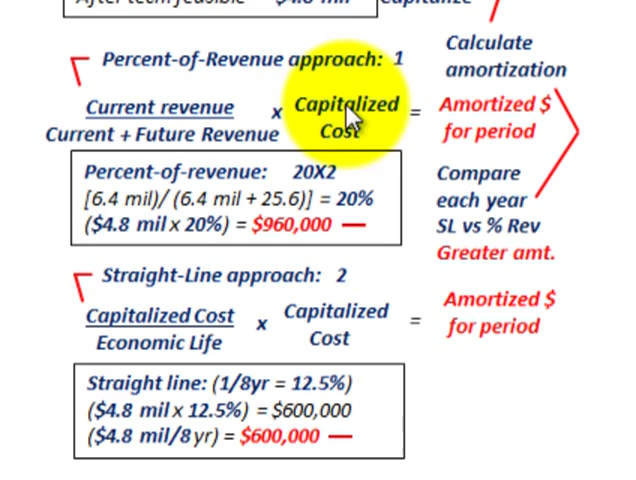 After tech feasible $4.8 mil Capitalize
Percent-of-Revenue approach: 1
Calculate
amortization
Current revenue x Capitalized = Amortized $
Current + Future Revenue Cost for period
Percent-of-revenue: 20X2
[6.4 mil)/ (6.4 mil + 25.6)] = 20%
($4.8 mil x 20%) = $960,000 —
Compare
each year
SL vs % Rev
Greater amt.
Straight-Line approach: 2
Capitalized Cost x Capitalized = Amortized $
Economic Life Cost for period
Straight line: (1/8yr = 12.5%)
($4.8 mil x 12.5%) = $600,000
($4.8 mil/8 yr) = $600,000 —